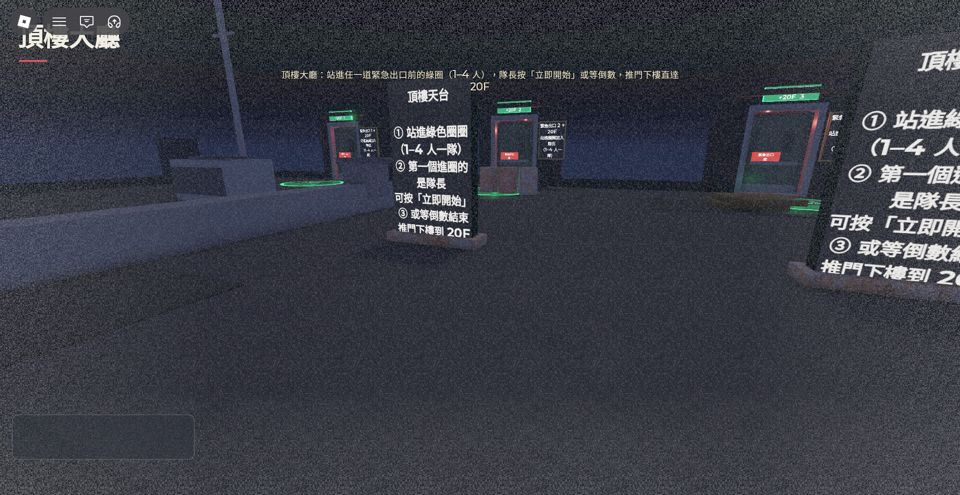 頂樓大廳
頂樓大廳：站進任一道緊急出口前的綠圈（1–4 人），隊長按「立即開始」或等倒數，推門下樓直達
20F
頂樓天台
① 站進綠色圈圈
（1–4 人一隊）
② 第一個進圈的
是隊長
可按「立即開始」
③ 或等倒數結束
推門下樓到 20F
頂樓
① 站進綠
（1–4 人
② 第一個進
是隊長
可按「立即開
③ 或等倒數
推門下樓到 20